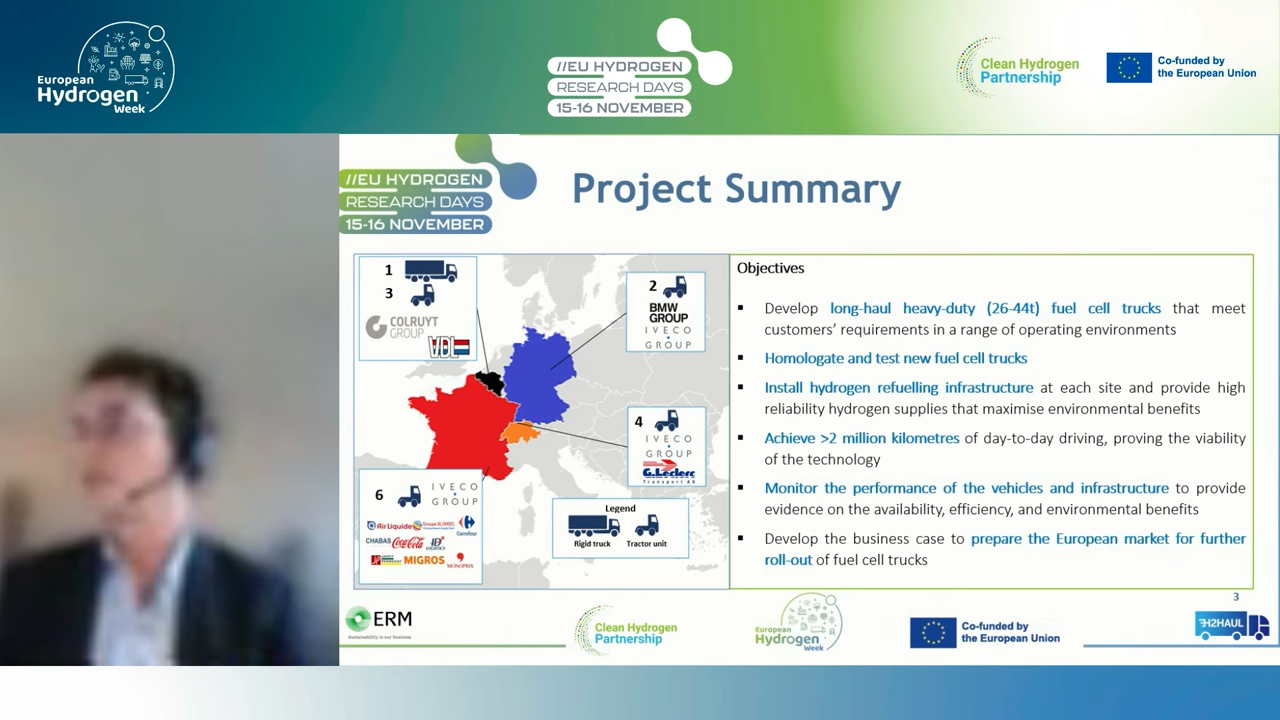 European
Hydrogen
Week
//EU HYDROGEN
RESEARCH DAYS
15-16 NOVEMBER
Clean Hydrogen
Partnership
Co-funded by
the European Union
//EU HYDROGEN
RESEARCH DAYS
15-16 NOVEMBER
Project Summary
1
3
COLRUYT
GROUP
VDL
2
BMW
GROUP
IVECO
GROUP
4
IVECO
GROUP
G.Leclerc
Transport AG
6
IVECO
GROUP
Air Liquide
Groupe BLONDEL
Carrefour
CHABAS
Coca-Cola
LOGISTICS
MIGROS
MONOPRIX
Legend
Rigid truck
Tractor unit
Objectives
▪ Develop long-haul heavy-duty (26-44t) fuel cell trucks that meet
customers' requirements in a range of operating environments
▪ Homologate and test new fuel cell trucks
▪ Install hydrogen refuelling infrastructure at each site and provide high
reliability hydrogen supplies that maximise environmental benefits
▪ Achieve >2 million kilometres of day-to-day driving, proving the viability
of the technology
▪ Monitor the performance of the vehicles and infrastructure to provide
evidence on the availability, efficiency, and environmental benefits
▪ Develop the business case to prepare the European market for further
roll-out of fuel cell trucks
3
ERM
Sustainability is our business
Clean Hydrogen
Partnership
European
Hydrogen
Week
Co-funded by
the European Union
H2HAUL